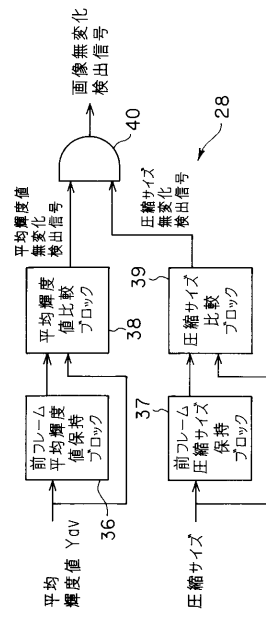 平均
輝度値 Yav
前フレーム
平均輝度
値保持
ブロック
36
平均輝度
値比較
ブロック
38
平均輝度値
無変化
検出信号
40
画像無変化
検出信号
圧縮サイズ
前フレーム
圧縮サイズ
保持
ブロック
37
圧縮サイズ
比較
ブロック
39
圧縮サイズ
無変化
検出信号
28